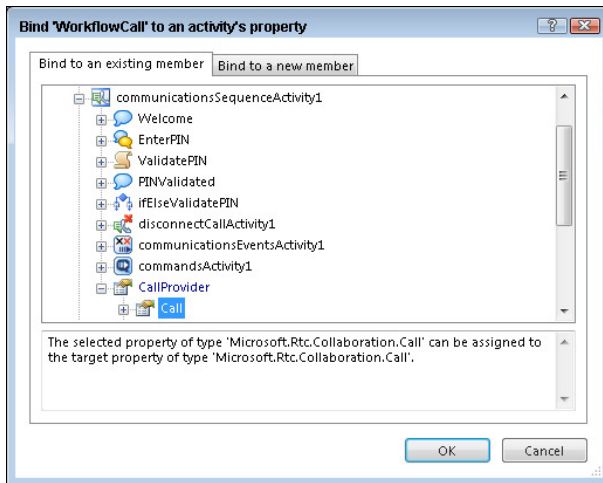 Bind 'WorkflowCall' to an activity's property
Bind to an existing member Bind to a new member
communicationsSequenceActivity1
Welcome
EnterPIN
ValidatePIN
PINValidated
ifElseValidatePIN
disconnectCallActivity1
communicationsEventsActivity1
commandsActivity1
CallProvider
Call
The selected property of type 'Microsoft.Rtc.Collaboration.Call' can be assigned to
the target property of type 'Microsoft.Rtc.Collaboration.Call'.
OK Cancel